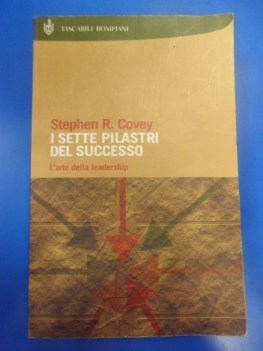 TASCABILI BOMPIANI
Stephen R. Covey
I SETTE PILASTRI
DEL SUCCESSO
L'arte della leadership